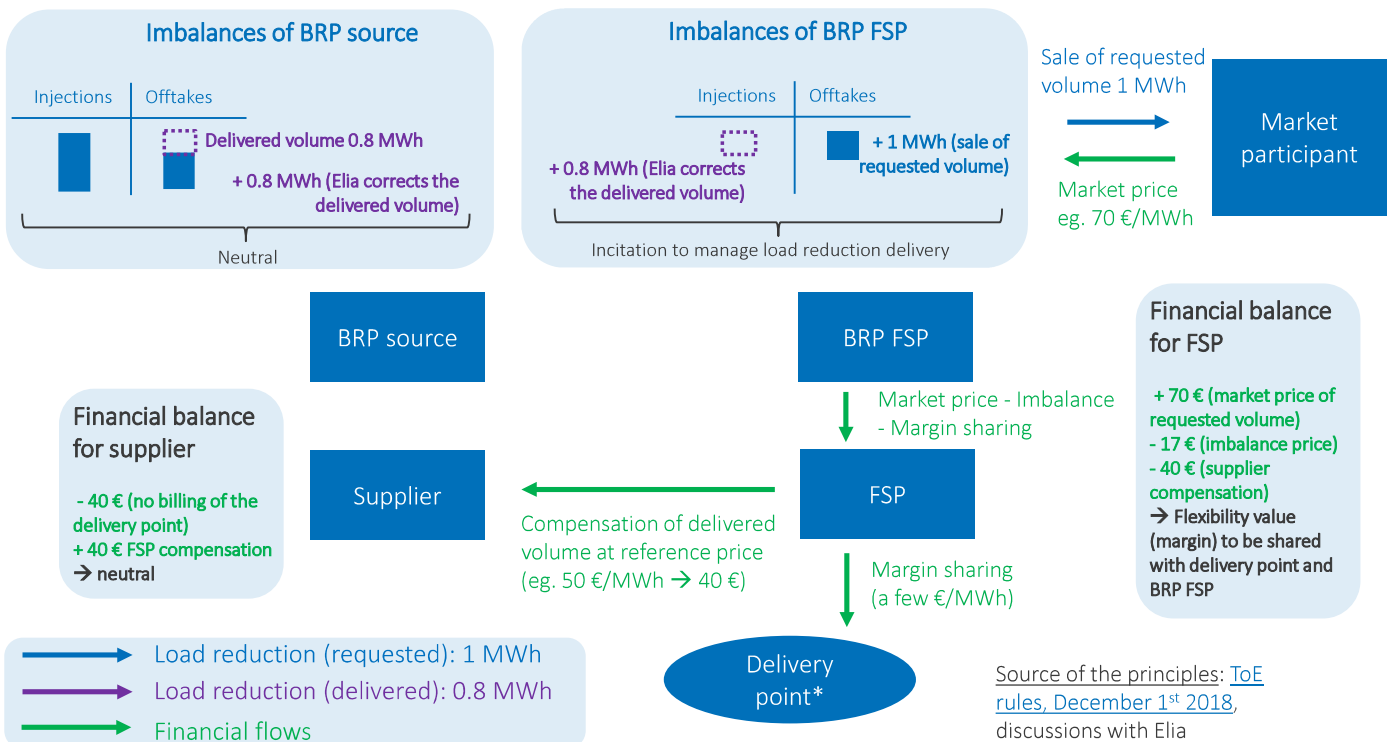 Imbalances of BRP source
Injections
Offtakes
Delivered volume 0.8 MWh
+ 0.8 MWh (Elia corrects the
delivered volume)
Neutral
Imbalances of BRP FSP
Injections
Offtakes
+ 0.8 MWh (Elia corrects
the delivered volume)
+ 1 MWh (sale of
requested volume)
Incitation to manage load reduction delivery
Sale of requested
volume 1 MWh
Market price
eg. 70 €/MWh
Market
participant
BRP source
BRP FSP
Financial balance
for FSP
+ 70 € (market price of
requested volume)
- 17 € (imbalance price)
- 40 € (supplier
compensation)
→ Flexibility value
(margin) to be shared
with delivery point and
BRP FSP
Market price - Imbalance
- Margin sharing
Financial balance
for supplier
- 40 € (no billing of the
delivery point)
+ 40 € FSP compensation
→ neutral
Supplier
FSP
Compensation of delivered
volume at reference price
(eg. 50 €/MWh → 40 €)
Margin sharing
(a few €/MWh)
Delivery
point*
Load reduction (requested): 1 MWh
Load reduction (delivered): 0.8 MWh
Financial flows
Source of the principles: ToE
rules, December 1st 2018,
discussions with Elia